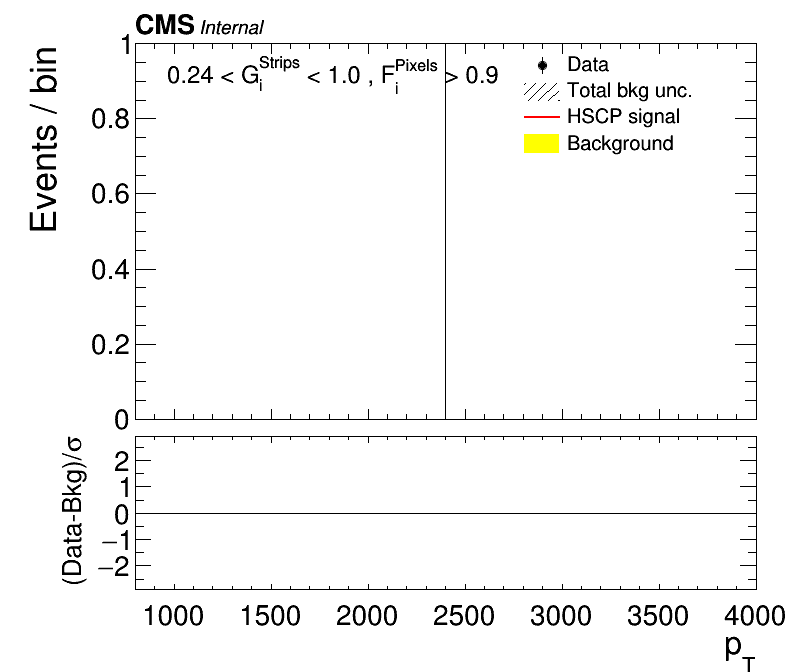 CMS Internal
Events / bin
1
0.8
0.6
0.4
0.2
0
0.24 < G_i^Strips < 1.0 , F_i^Pixels > 0.9
Data
Total bkg unc.
HSCP signal
Background
(Data-Bkg)/σ
2
1
0
−1
−2
1000 1500 2000 2500 3000 3500 4000
p_T